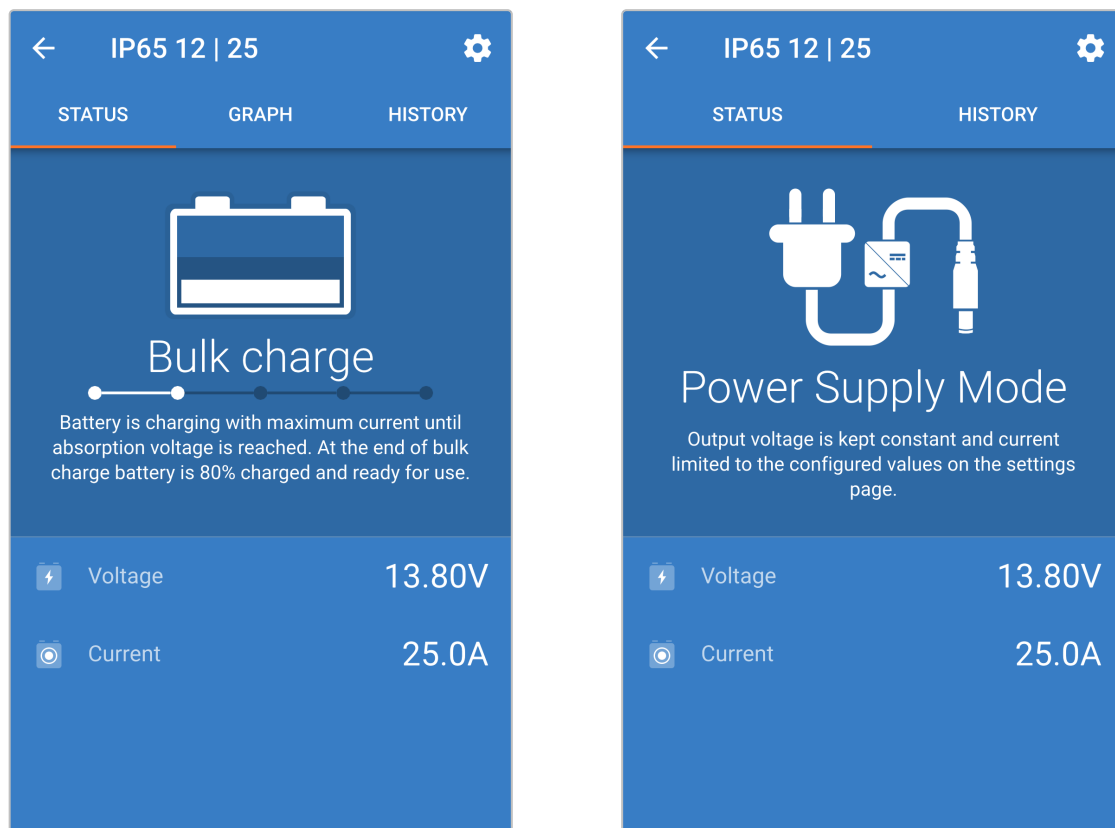 IP65 12 | 25
STATUS GRAPH HISTORY
Bulk charge
Battery is charging with maximum current until
absorption voltage is reached. At the end of bulk
charge battery is 80% charged and ready for use.
Voltage 13.80V
Current 25.0A
IP65 12 | 25
STATUS HISTORY
Power Supply Mode
Output voltage is kept constant and current
limited to the configured values on the settings
page.
Voltage 13.80V
Current 25.0A